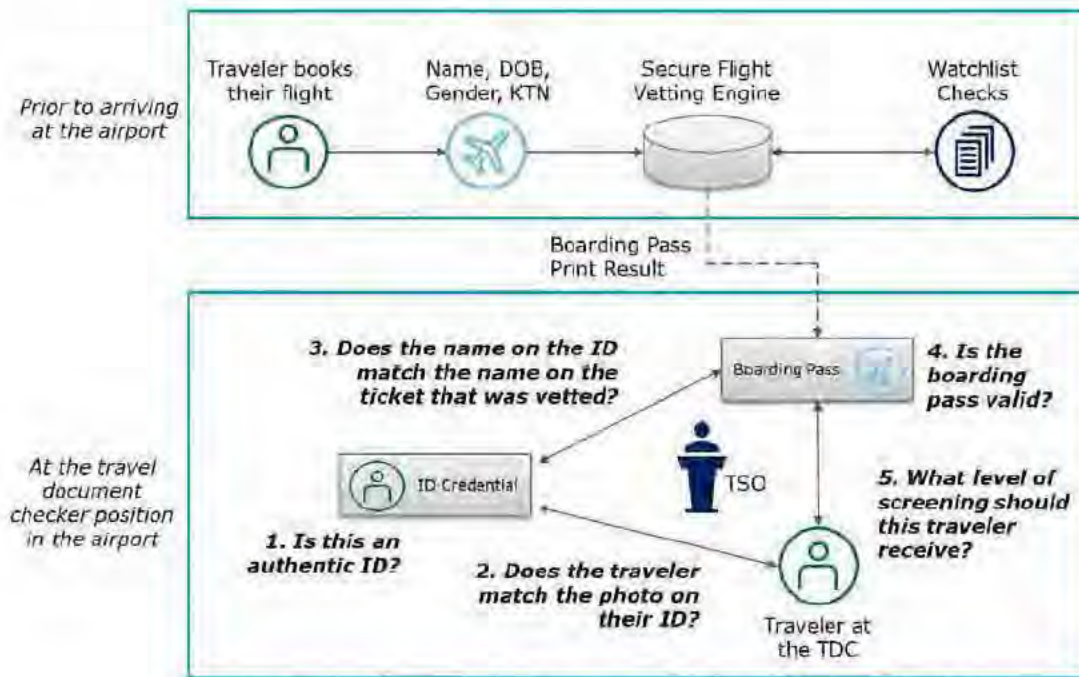 Prior to arriving
at the airport
Traveler books
their flight
Name, DOB,
Gender, KTN
Secure Flight
Vetting Engine
Watchlist
Checks
Boarding Pass
Print Result
At the travel
document
checker position
in the airport
3. Does the name on the ID
match the name on the
ticket that was vetted?
Boarding Pass
4. Is the
boarding
pass valid?
ID Credential
TSO
1. Is this an
authentic ID?
2. Does the traveler
match the photo on
their ID?
5. What level of
screening should
this traveler
receive?
Traveler at
the TDC